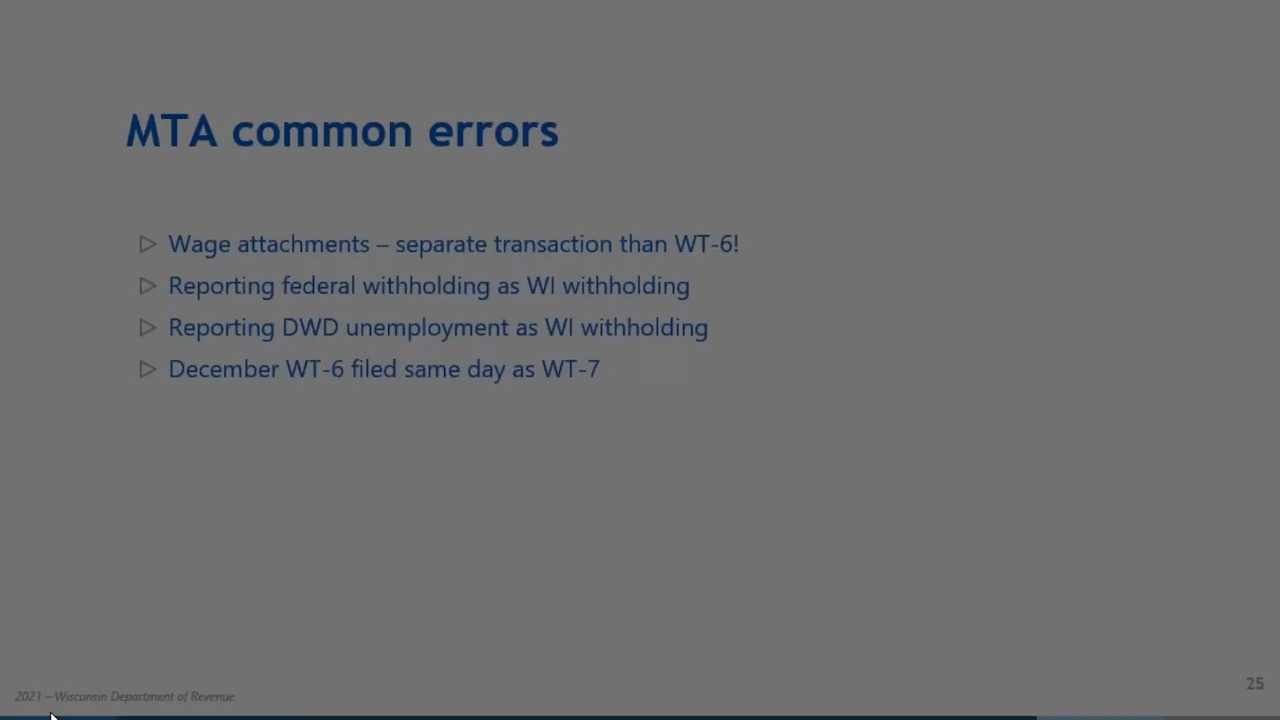 MTA common errors
Wage attachments – separate transaction than WT-6!
Reporting federal withholding as WI withholding
Reporting DWD unemployment as WI withholding
December WT-6 filed same day as WT-7
2021 – Wisconsin Department of Revenue
25